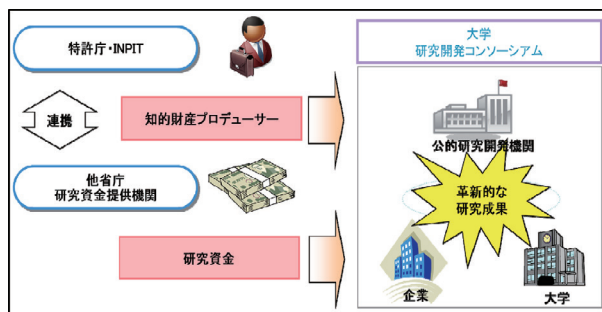 特許庁・INPIT
連携
知的財産プロデューサー
他省庁
研究資金提供機関
研究資金
大学
研究開発コンソーシアム
公的研究開発機関
革新的な
研究成果
企業
大学